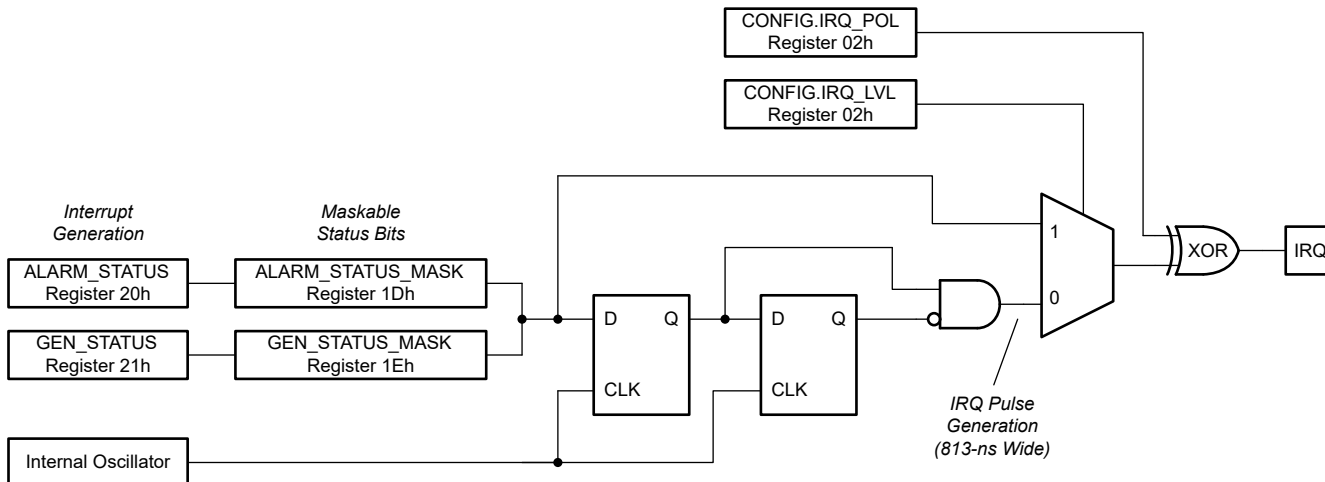 CONFIG.IRQ_POL
Register 02h
CONFIG.IRQ_LVL
Register 02h
Interrupt
Generation
Maskable
Status Bits
ALARM_STATUS
Register 20h
ALARM_STATUS_MASK
Register 1Dh
GEN_STATUS
Register 21h
GEN_STATUS_MASK
Register 1Eh
Internal Oscillator
D Q
CLK
D Q
CLK
IRQ Pulse
Generation
(813-ns Wide)
1
0
XOR
IRQ